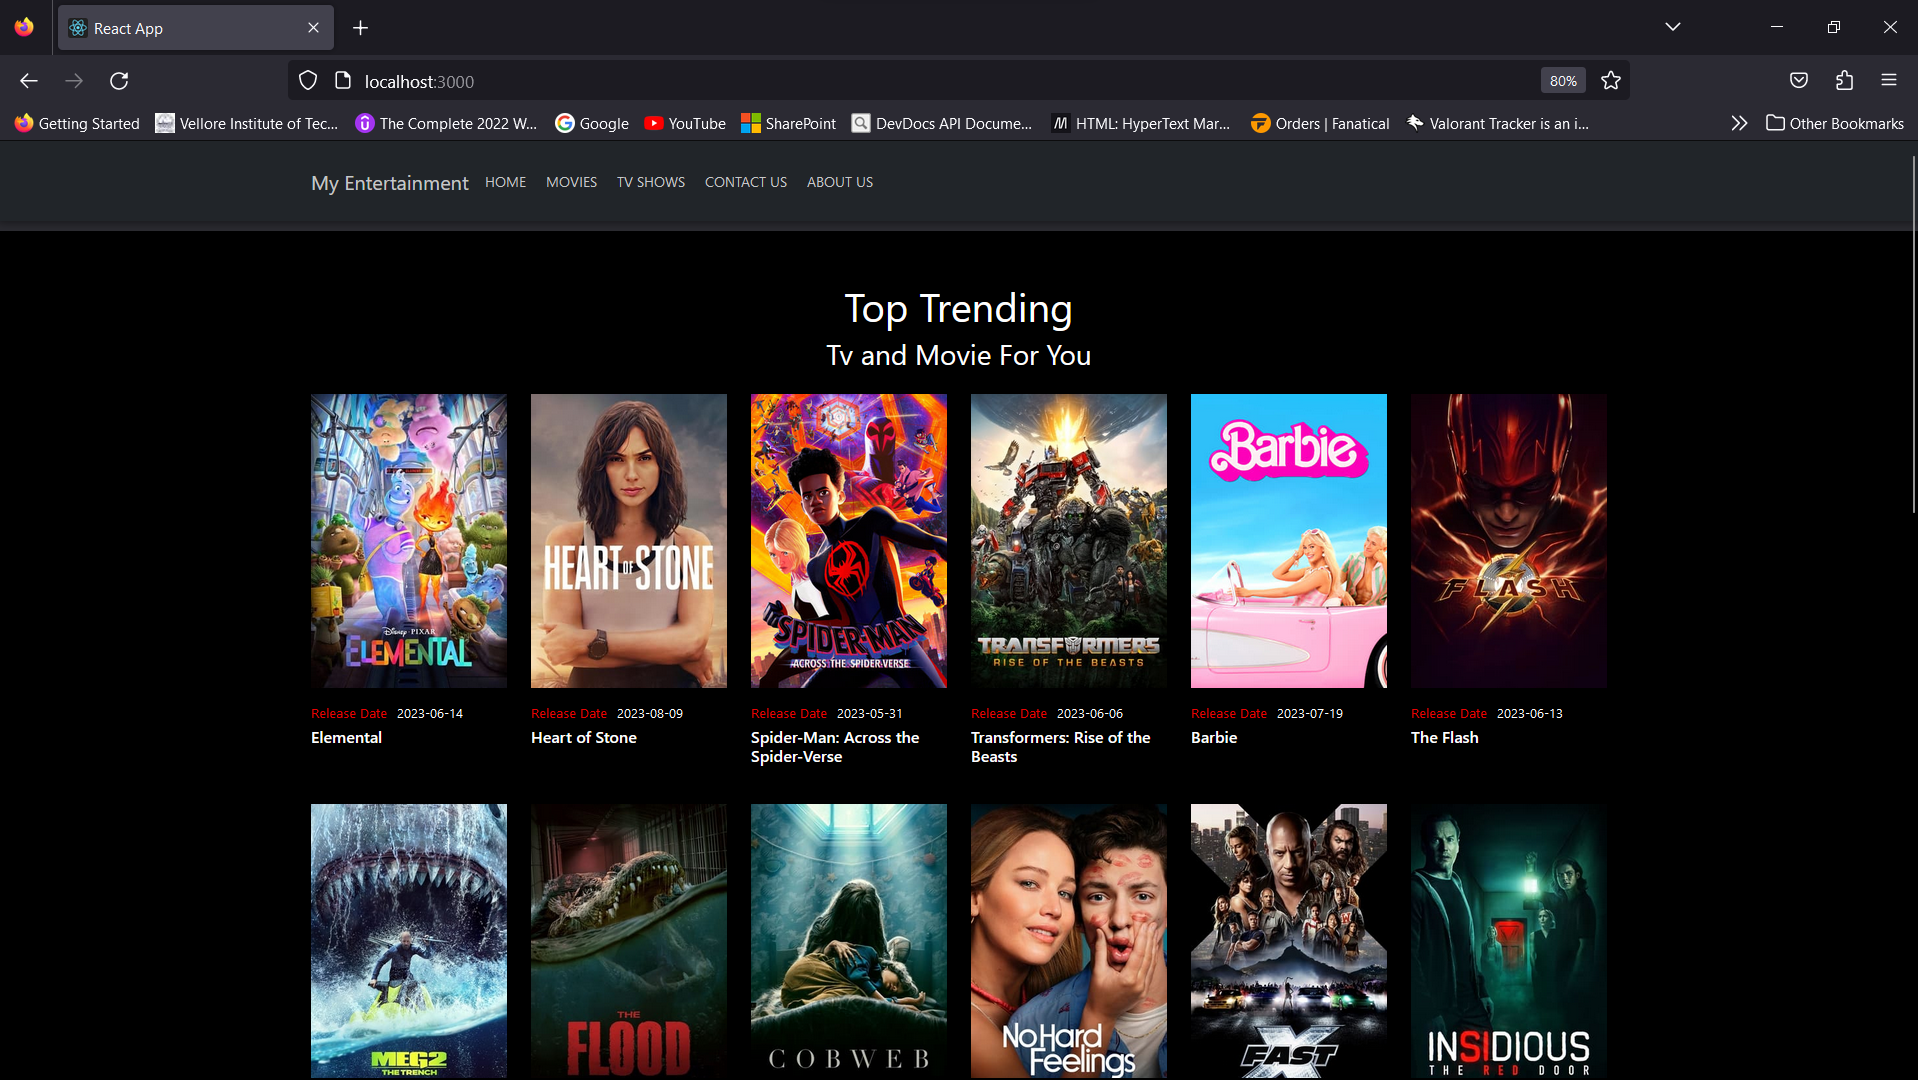 React App
localhost:3000
80%
Getting Started
Vellore Institute of Tec...
The Complete 2022 W...
Google
YouTube
SharePoint
DevDocs API Docume...
HTML: HyperText Mar...
Orders | Fanatical
Valorant Tracker is an i...
Other Bookmarks
My Entertainment
HOME
MOVIES
TV SHOWS
CONTACT US
ABOUT US
Top Trending
Tv and Movie For You
Disney PIXAR
ELEMENTAL
HEART OF STONE
SPIDER-MAN
ACROSS THE SPIDER-VERSE
TRANSFORMERS
RISE OF THE BEASTS
Barbie
FLASH
Release Date 2023-06-14
Elemental
Release Date 2023-08-09
Heart of Stone
Release Date 2023-05-31
Spider-Man: Across the
Spider-Verse
Release Date 2023-06-06
Transformers: Rise of the
Beasts
Release Date 2023-07-19
Barbie
Release Date 2023-06-13
The Flash
MEG2
THE TRENCH
THE
FLOOD
COBWEB
No Hard
Feelings
FAST X
INSIDIOUS
THE RED DOOR